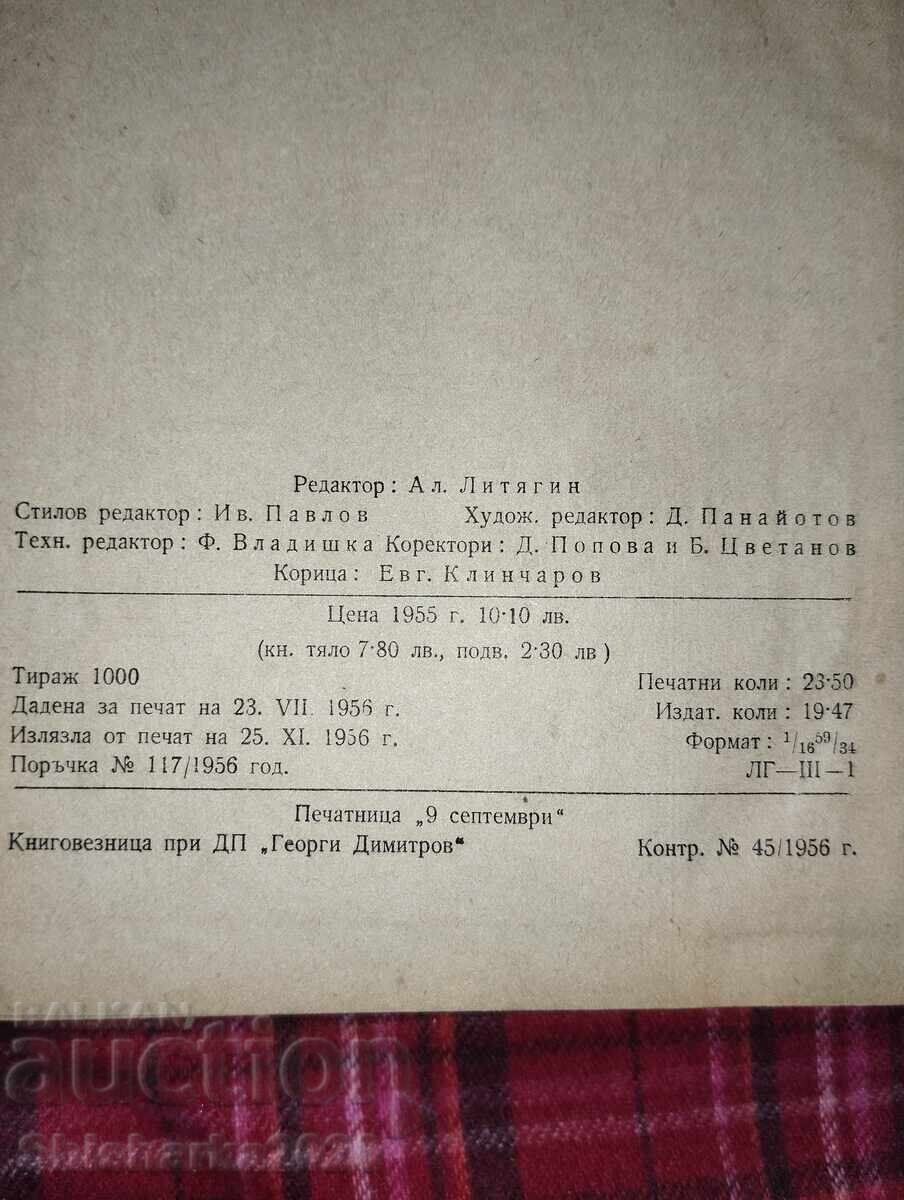 Редактор: Ал. Литягин
Стилов редактор: Ив. Павлов Худож. редактор: Д. Панайотов
Техн. редактор: Ф. Владишка Коректори: Д. Попова и Б. Цветанов
Корица: Евг. Клинчаров
Цена 1955 г. 10·10 лв.
(кн. тяло 7·80 лв., подв. 2·30 лв)
Тираж 1000 Печатни коли: 23·50
Дадена за печат на 23. VII. 1956 г. Издат. коли: 19·47
Излязла от печат на 25. XI. 1956 г. Формат: 1/16 59/34
Поръчка № 117/1956 год. ЛГ—III—1
Печатница „9 септември“
Книговезница при ДП „Георги Димитров“ Контр. № 45/1956 г.
BALKAN
auction